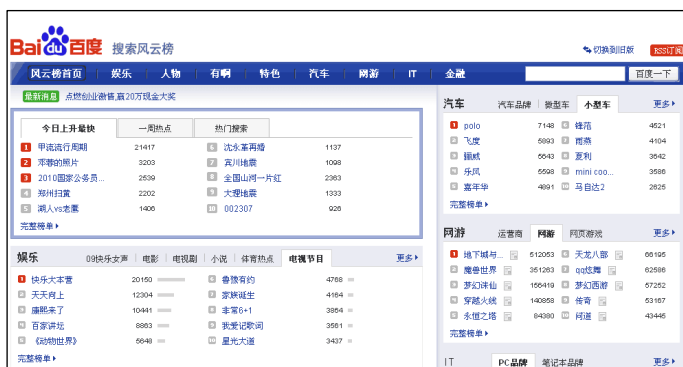 Bai du 百度 搜索风云榜
切换到旧版 RSS订阅
风云榜首页 娱乐 人物 有啊 特色 汽车 网游 IT 金融 百度一下
最新消息 点燃创业激情,赢20万现金大奖
今日上升最快 一周热点 热门搜索
1 甲流流行周期 21417 6 沈永革再婚 1137
2 邓蓉的照片 3203 7 宾川地震 1098
3 2010国家公务员... 2539 8 全国山河一片红 2363
4 郑州扫黄 2202 9 大理地震 1333
5 湖人vs老鹰 1406 10 002307 926
完整榜单
娱乐 09快乐女声 电影 电视剧 小说 体育热点 电视节目 更多
1 快乐大本营 20150 6 鲁豫有约 4768
2 天天向上 12304 7 家族诞生 4164
3 康熙来了 10441 8 非常6+1 3864
4 百家讲坛 8863 9 我爱记歌词 3561
5 《动物世界》 5648 10 星光大道 3437
完整榜单
汽车 汽车品牌 微型车 小型车 更多
1 polo 7148 6 锋范 4521
2 飞度 5893 7 雨燕 4104
3 骊威 5643 8 夏利 3642
4 乐风 5598 9 mini coo... 3586
5 嘉年华 4891 10 马自达2 2625
完整榜单
网游 运营商 网游 网页游戏 更多
1 地下城与... 512053 6 天龙八部 66195
2 魔兽世界 351263 7 qq炫舞 62586
3 梦幻诛仙 156419 8 梦幻西游 57252
4 穿越火线 140858 9 传奇 53167
5 永恒之塔 84380 10 问道 43445
完整榜单
IT PC品牌 笔记本品牌 更多